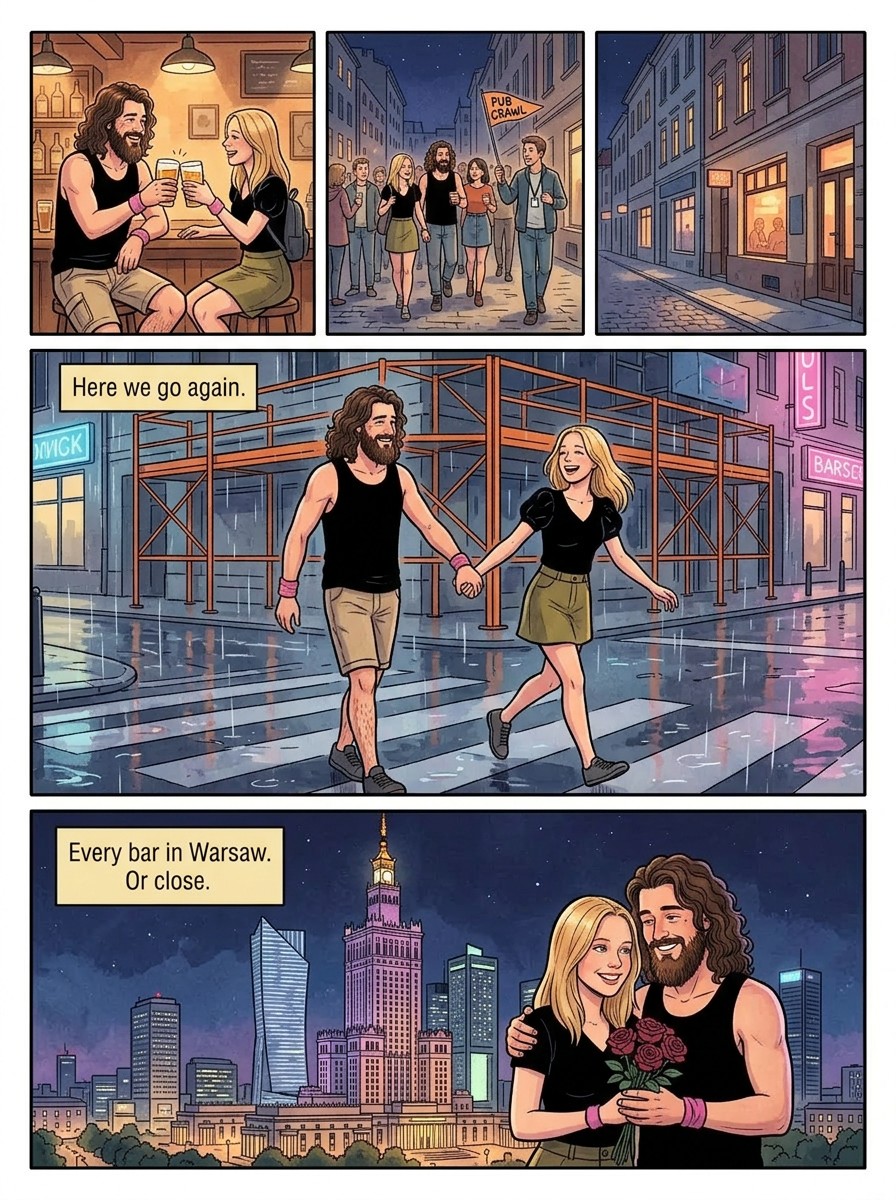 PUB
CRAWL
Here we go again.
BARSE
Every bar in Warsaw.
Or close.